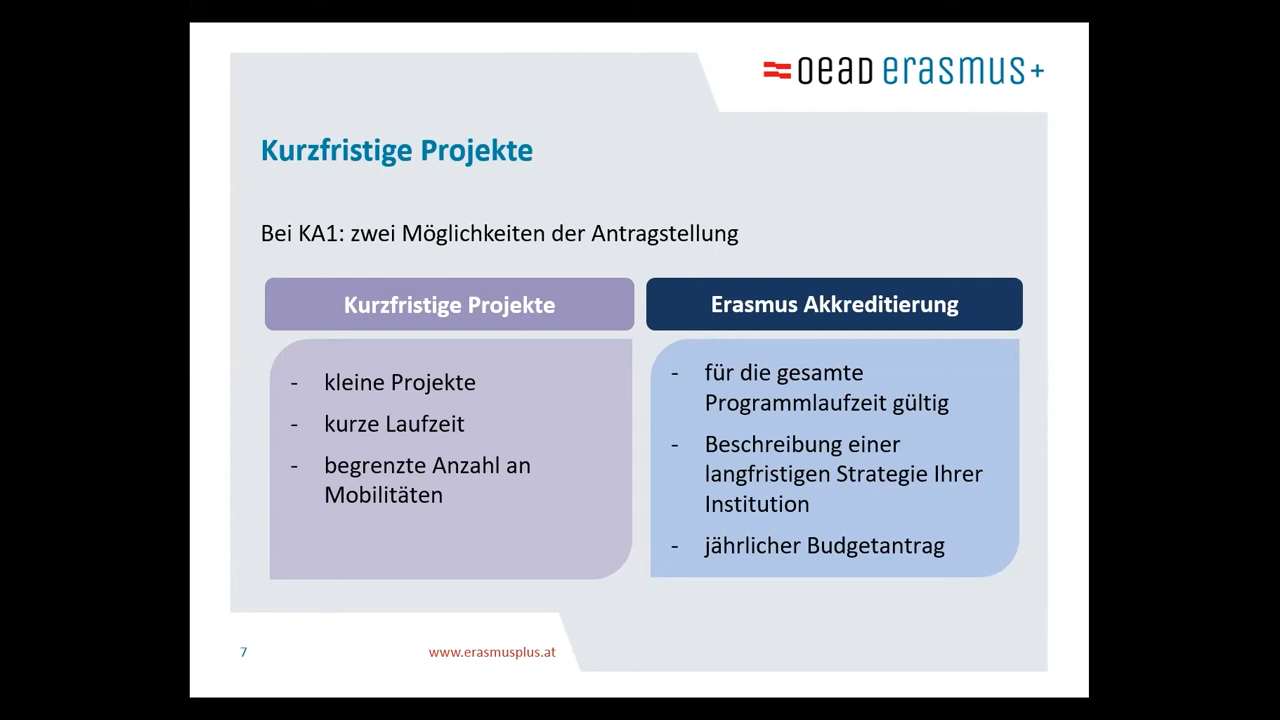 OEAD erasmus+
Kurzfristige Projekte
Bei KA1: zwei Möglichkeiten der Antragstellung
Kurzfristige Projekte
- kleine Projekte
- kurze Laufzeit
- begrenzte Anzahl an
Mobilitäten
Erasmus Akkreditierung
- für die gesamte
Programmlaufzeit gültig
- Beschreibung einer
langfristigen Strategie Ihrer
Institution
- jährlicher Budgetantrag
7
www.erasmusplus.at